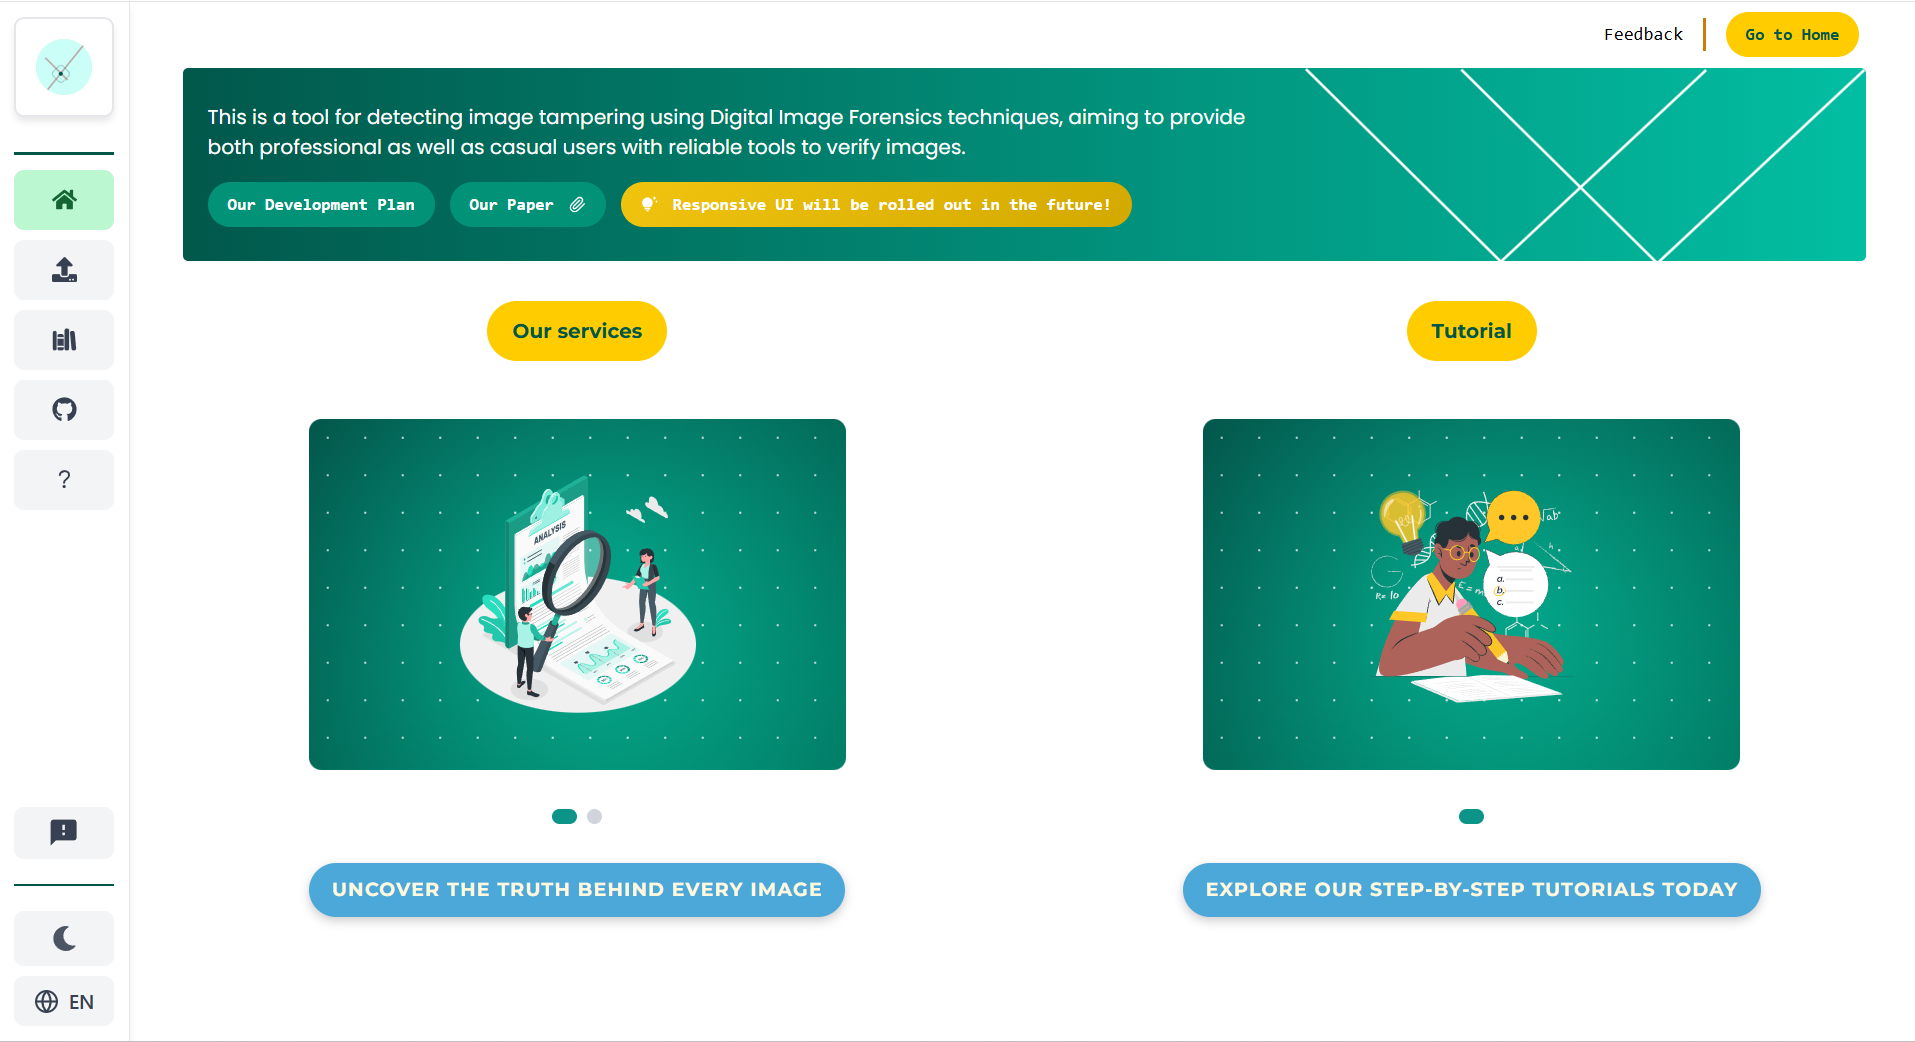 Feedback
Go to Home
This is a tool for detecting image tampering using Digital Image Forensics techniques, aiming to provide
both professional as well as casual users with reliable tools to verify images.
Our Development Plan
Our Paper
Responsive UI will be rolled out in the future!
Our services
Tutorial
ANALYSIS
√ab
a.
b.
c.
E = m
R= 10
?
UNCOVER THE TRUTH BEHIND EVERY IMAGE
EXPLORE OUR STEP-BY-STEP TUTORIALS TODAY
EN